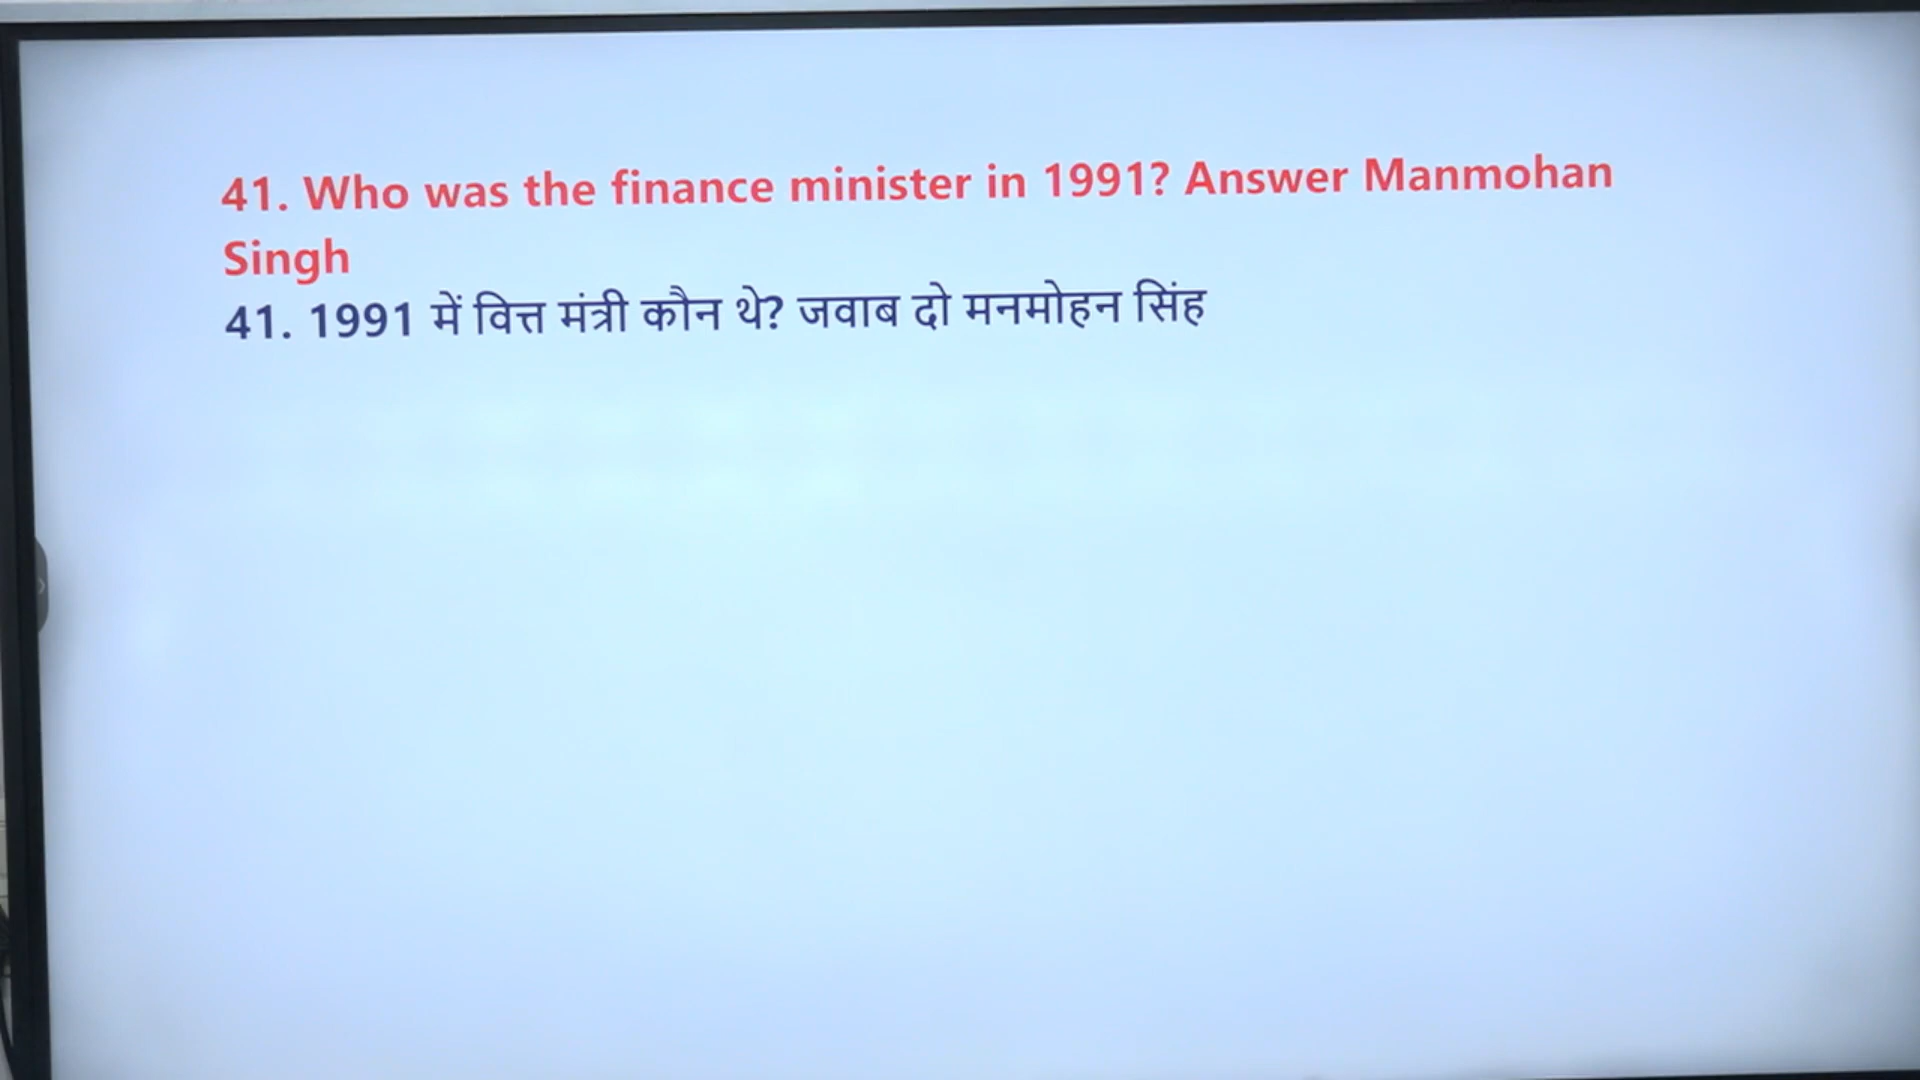 41. Who was the finance minister in 1991? Answer Manmohan
Singh
41. 1991 में वित्त मंत्री कौन थे? जवाब दो मनमोहन सिंह